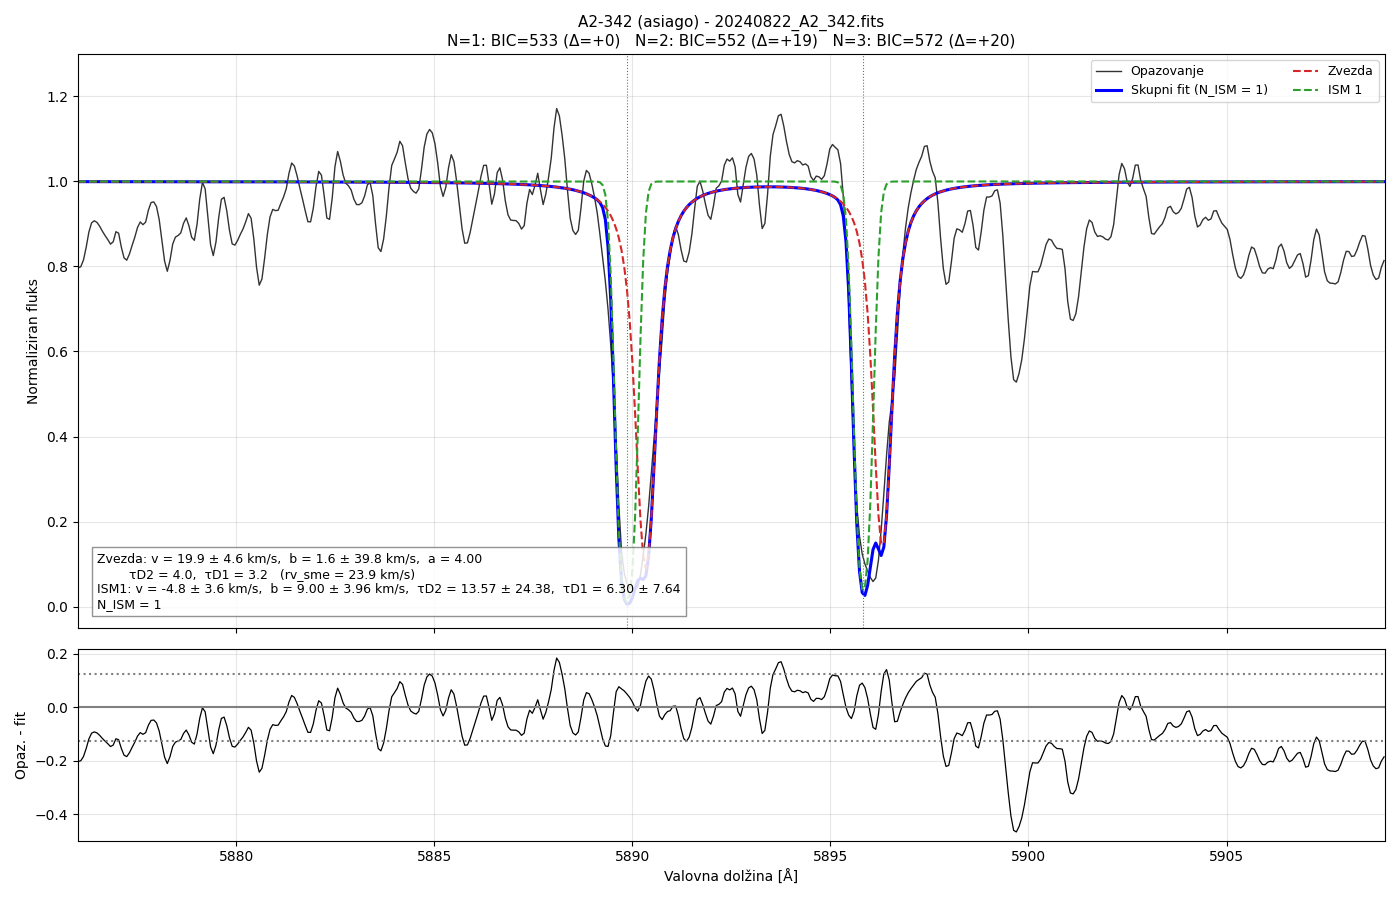 A2-342 (asiago) - 20240822_A2_342.fits
N=1: BIC=533 (Δ=+0)   N=2: BIC=552 (Δ=+19)   N=3: BIC=572 (Δ=+20)
Opazovanje
Skupni fit (N_ISM = 1)
Zvezda
ISM 1
Normaliziran fluks
1.2
1.0
0.8
0.6
0.4
0.2
0.0
Zvezda: v = 19.9 ± 4.6 km/s,  b = 1.6 ± 39.8 km/s,  a = 4.00
τD2 = 4.0,  τD1 = 3.2   (rv_sme = 23.9 km/s)
ISM1: v = -4.8 ± 3.6 km/s,  b = 9.00 ± 3.96 km/s,  τD2 = 13.57 ± 24.38,  τD1 = 6.30 ± 7.64
N_ISM = 1
Opaz. - fit
0.2
0.0
−0.2
−0.4
5880
5885
5890
5895
5900
5905
Valovna dolžina [Å]